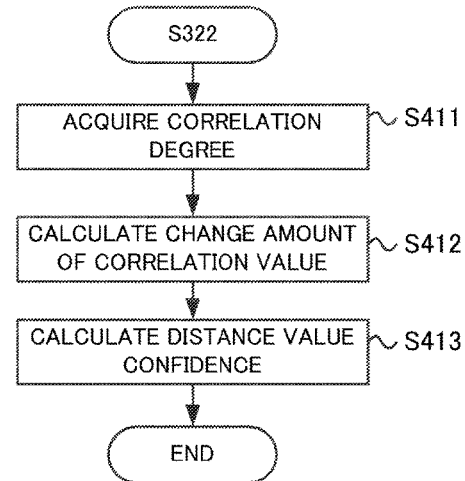 S322
ACQUIRE CORRELATION
DEGREE
S411
CALCULATE CHANGE AMOUNT
OF CORRELATION VALUE
S412
CALCULATE DISTANCE VALUE
CONFIDENCE
S413
END